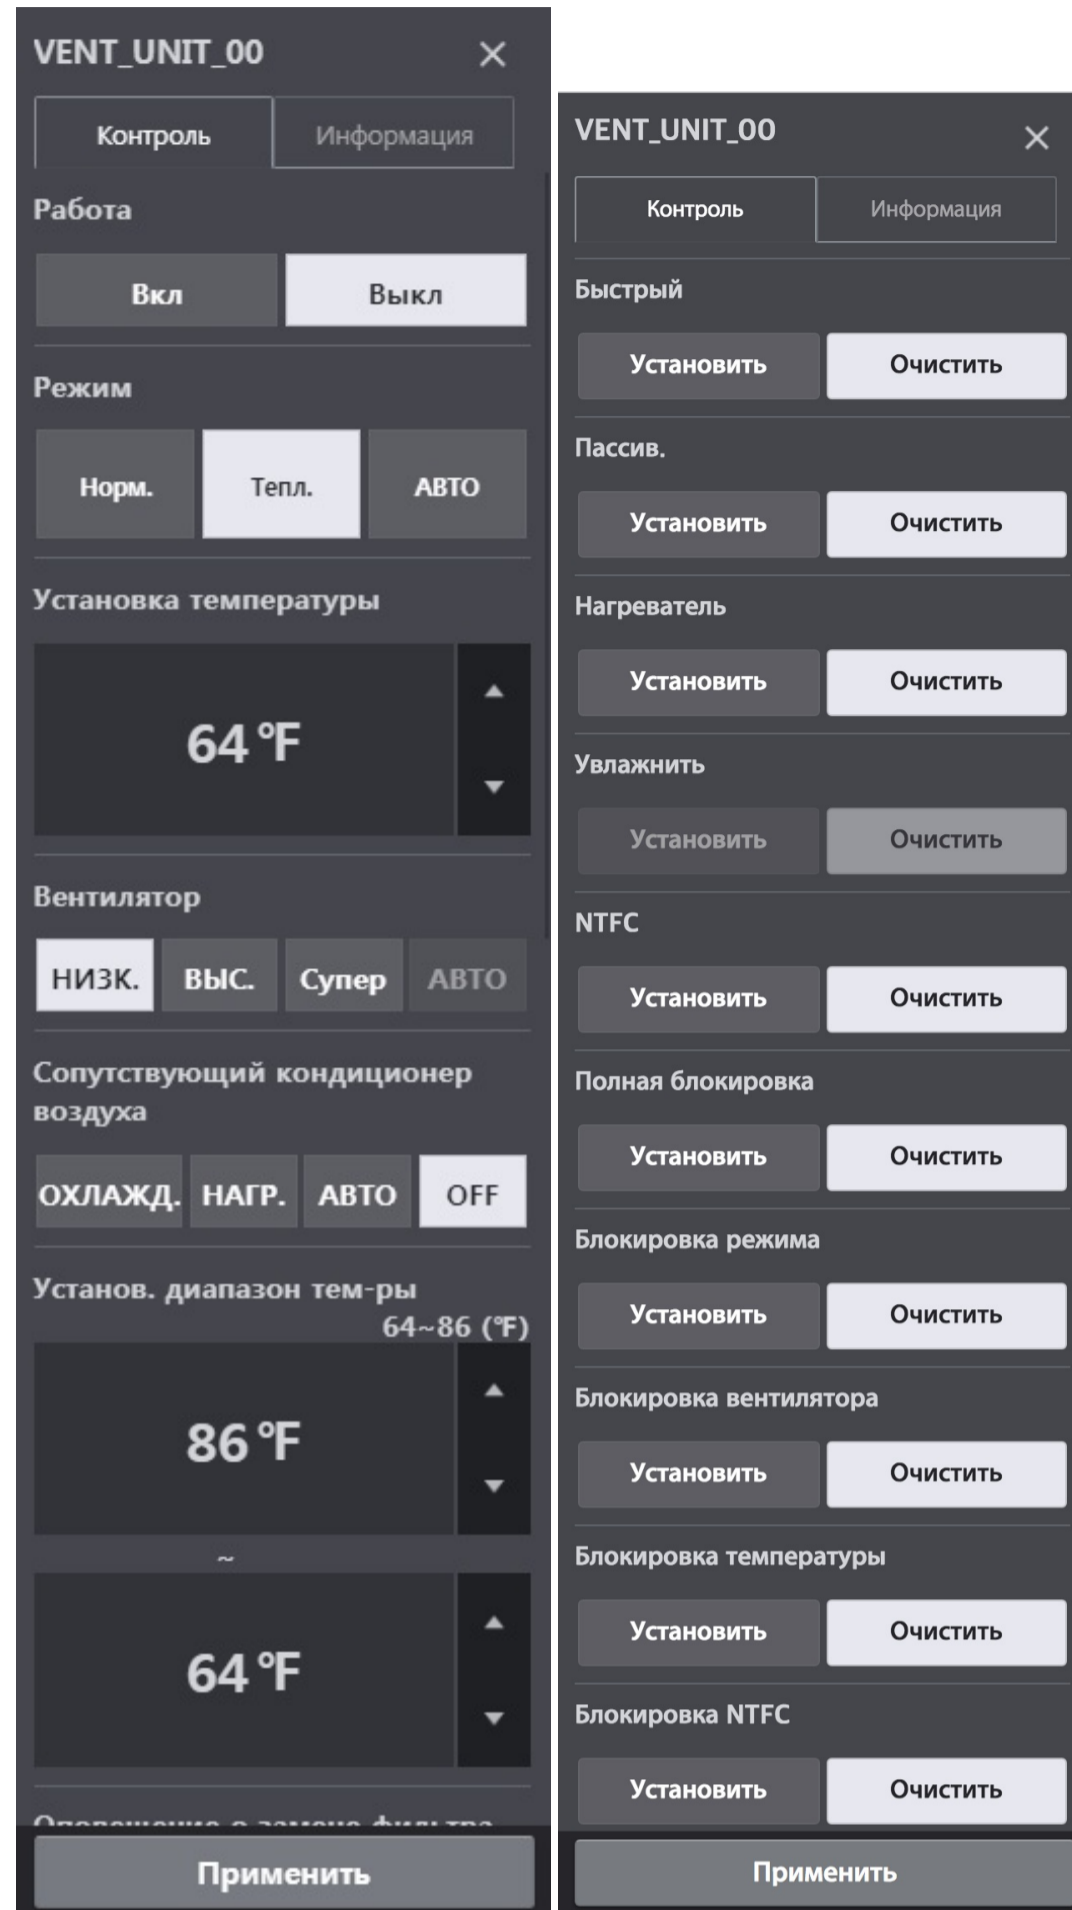 VENT_UNIT_00
Контроль Информация
Работа
Вкл Выкл
Режим
Норм. Тепл. АВТО
Установка температуры
64°F
Вентилятор
НИЗК. ВЫС. Супер АВТО
Сопутствующий кондиционер
воздуха
ОХЛАЖД. НАГР. АВТО OFF
Установ. диапазон тем-ры
64~86 (°F)
86°F
~
64°F
Оповещение о замене фильтра
Применить
VENT_UNIT_00
Контроль Информация
Быстрый
Установить Очистить
Пассив.
Установить Очистить
Нагреватель
Установить Очистить
Увлажнить
Установить Очистить
NTFC
Установить Очистить
Полная блокировка
Установить Очистить
Блокировка режима
Установить Очистить
Блокировка вентилятора
Установить Очистить
Блокировка температуры
Установить Очистить
Блокировка NTFC
Установить Очистить
Применить